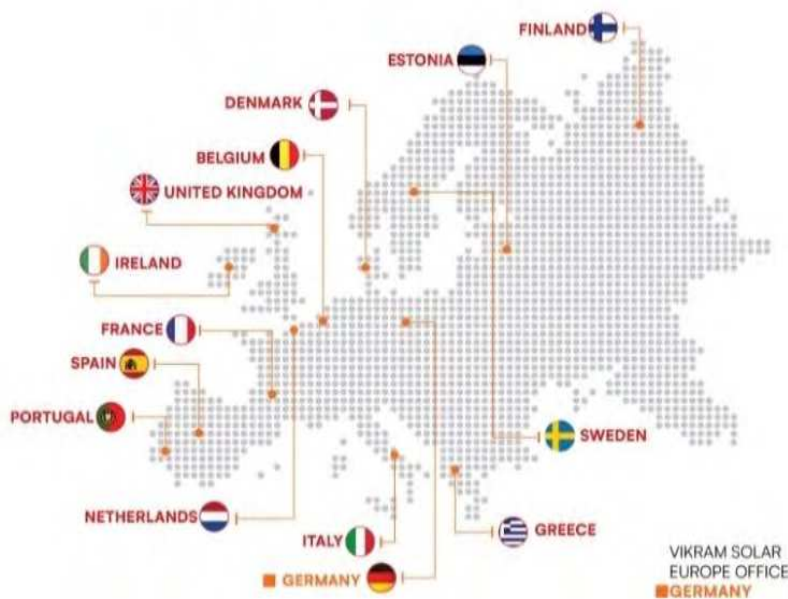 FINLAND
ESTONIA
DENMARK
BELGIUM
UNITED KINGDOM
IRELAND
FRANCE
SPAIN
PORTUGAL
SWEDEN
NETHERLANDS
ITALY
GREECE
GERMANY
VIKRAM SOLAR
EUROPE OFFICE
GERMANY